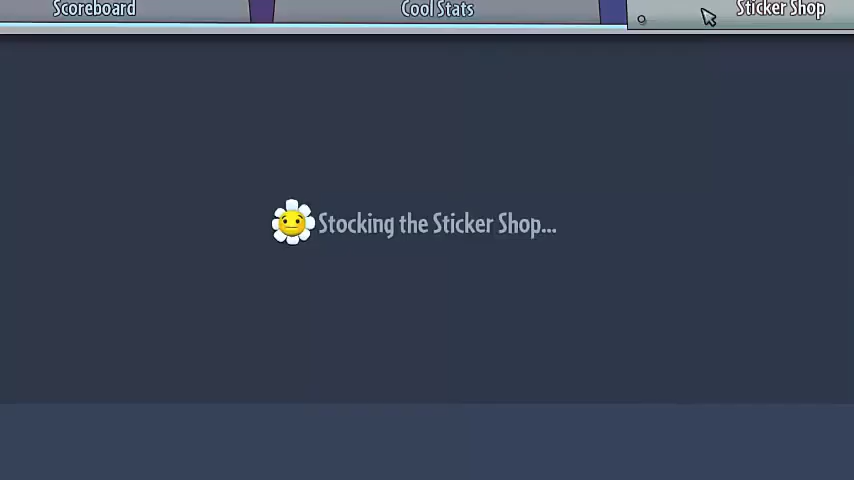 Scoreboard
Cool Stats
Sticker Shop
Stocking the Sticker Shop...